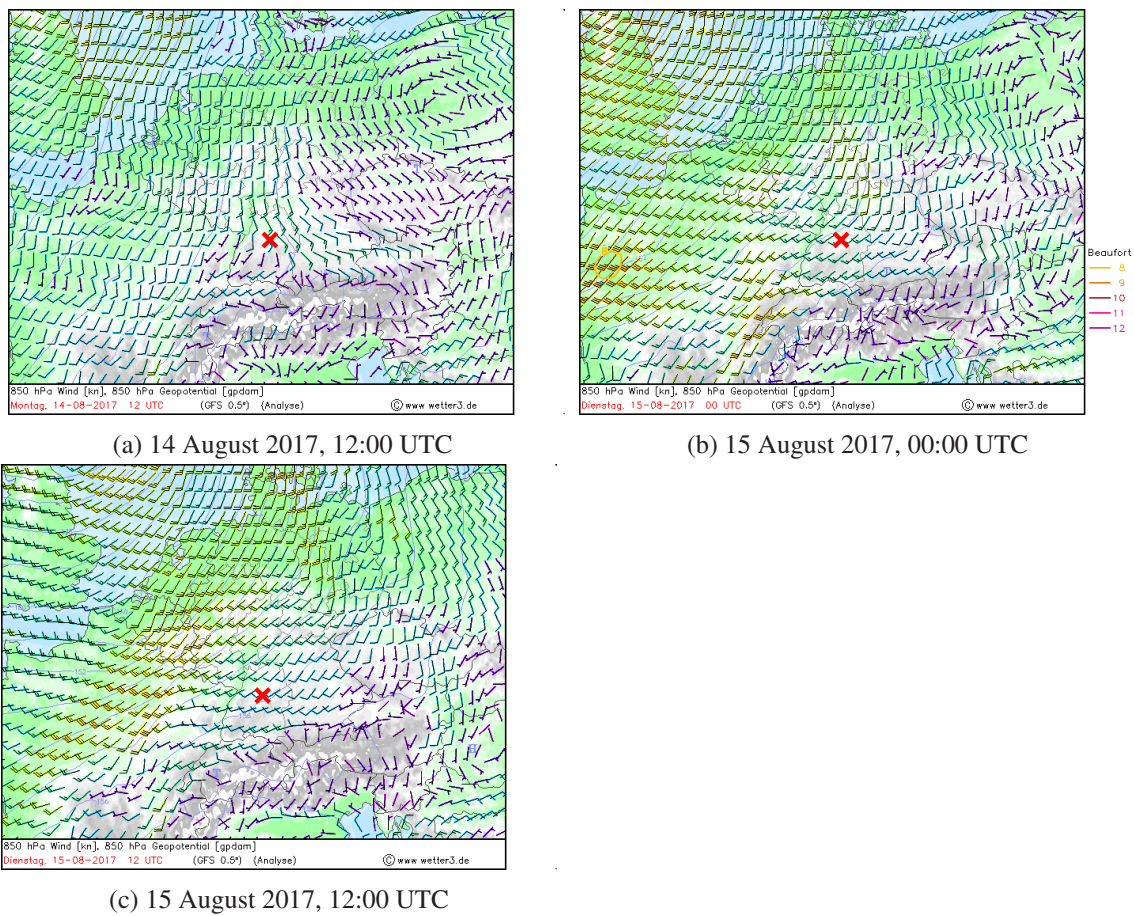 850 hPa Wind [kn], 850 hPa Geopotential [gpdam]
Montag, 14-08-2017 12 UTC (GFS 0.5°) (Analyse) © www wetter3.de
(a) 14 August 2017, 12:00 UTC
Beaufort
8
9
10
11
12
850 hPa Wind [kn], 850 hPa Geopotential [gpdam]
Dienstag, 15-08-2017 00 UTC (GFS 0.5°) (Analyse) © www wetter3.de
(b) 15 August 2017, 00:00 UTC
152
156
156
H
T
850 hPa Wind [kn], 850 hPa Geopotential [gpdam]
Dienstag, 15-08-2017 12 UTC (GFS 0.5°) (Analyse) © www wetter3.de
(c) 15 August 2017, 12:00 UTC